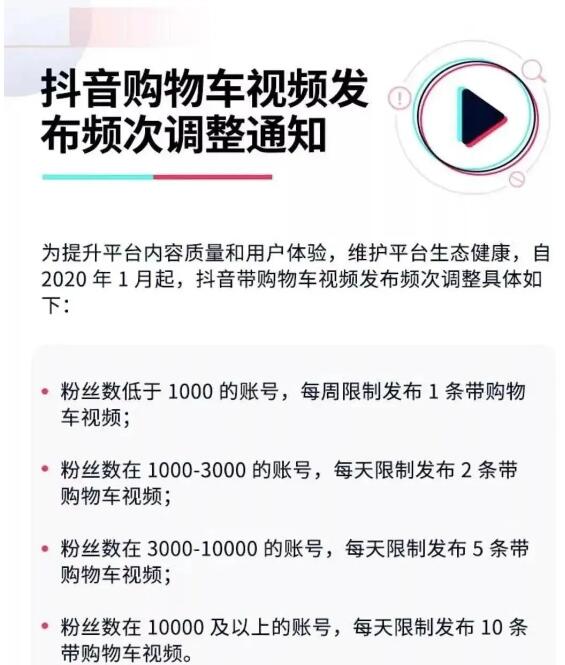 抖音购物车视频发
布频次调整通知
为提升平台内容质量和用户体验，维护平台生态健康，自
2020 年 1 月起，抖音带购物车视频发布频次调整具体如
下：
• 粉丝数低于 1000 的账号，每周限制发布 1 条带购物
车视频；
• 粉丝数在 1000-3000 的账号，每天限制发布 2 条带
购物车视频；
• 粉丝数在 3000-10000 的账号，每天限制发布 5 条带
购物车视频；
• 粉丝数在 10000 及以上的账号，每天限制发布 10 条
带购物车视频。